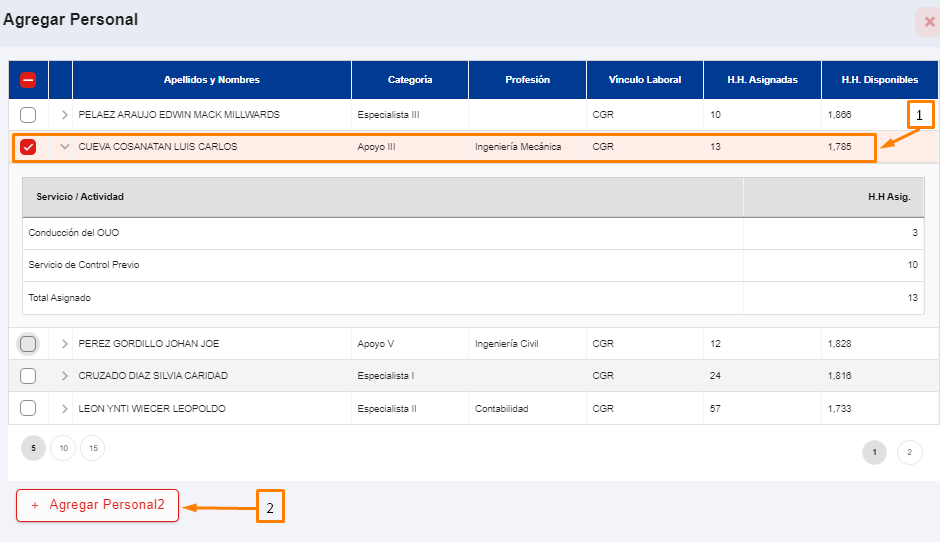 Agregar Personal
Apellidos y Nombres Categoría Profesión Vínculo Laboral H.H. Asignadas H.H. Disponibles
PELAEZ ARAUJO EDWIN MACK MILLWARDS Especialista III CGR 10 1,866
1
CUEVA COSANATAN LUIS CARLOS Apoyo III Ingeniería Mecánica CGR 13 1,785
Servicio / Actividad H.H Asig.
Conducción del OUO 3
Servicio de Control Previo 10
Total Asignado 13
PEREZ GORDILLO JOHAN JOE Apoyo V Ingeniería Civil CGR 12 1,828
CRUZADO DIAZ SILVIA CARIDAD Especialista I CGR 24 1,816
LEON YNTI WIECER LEOPOLDO Especialista II Contabilidad CGR 57 1,733
5 10 15 1 2
+ Agregar Personal2
2